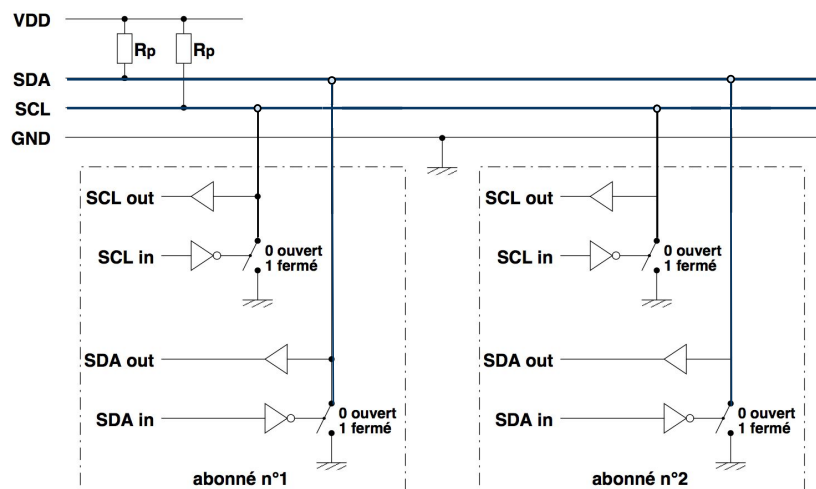 VDD
Rp Rp
SDA
SCL
GND
SCL out
SCL in
0 ouvert
1 fermé
SDA out
SDA in
0 ouvert
1 fermé
abonné n°1
SCL out
SCL in
0 ouvert
1 fermé
SDA out
SDA in
0 ouvert
1 fermé
abonné n°2